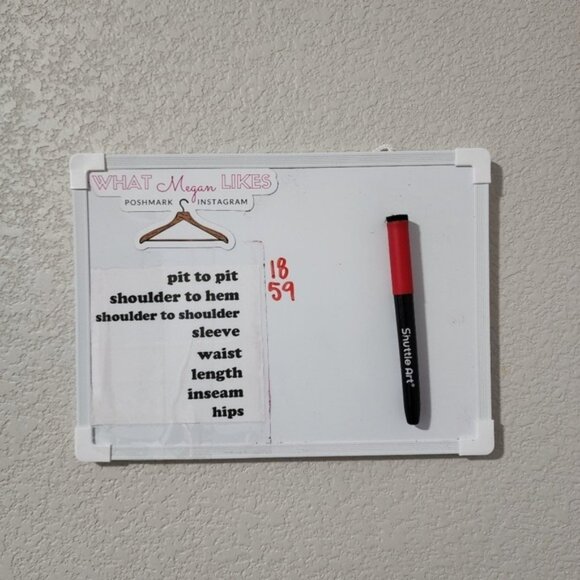 WHAT Megan LIKES
POSHMARK INSTAGRAM
pit to pit 18
shoulder to hem 59
shoulder to shoulder
sleeve
waist
length
inseam
hips
Shuttle Art®